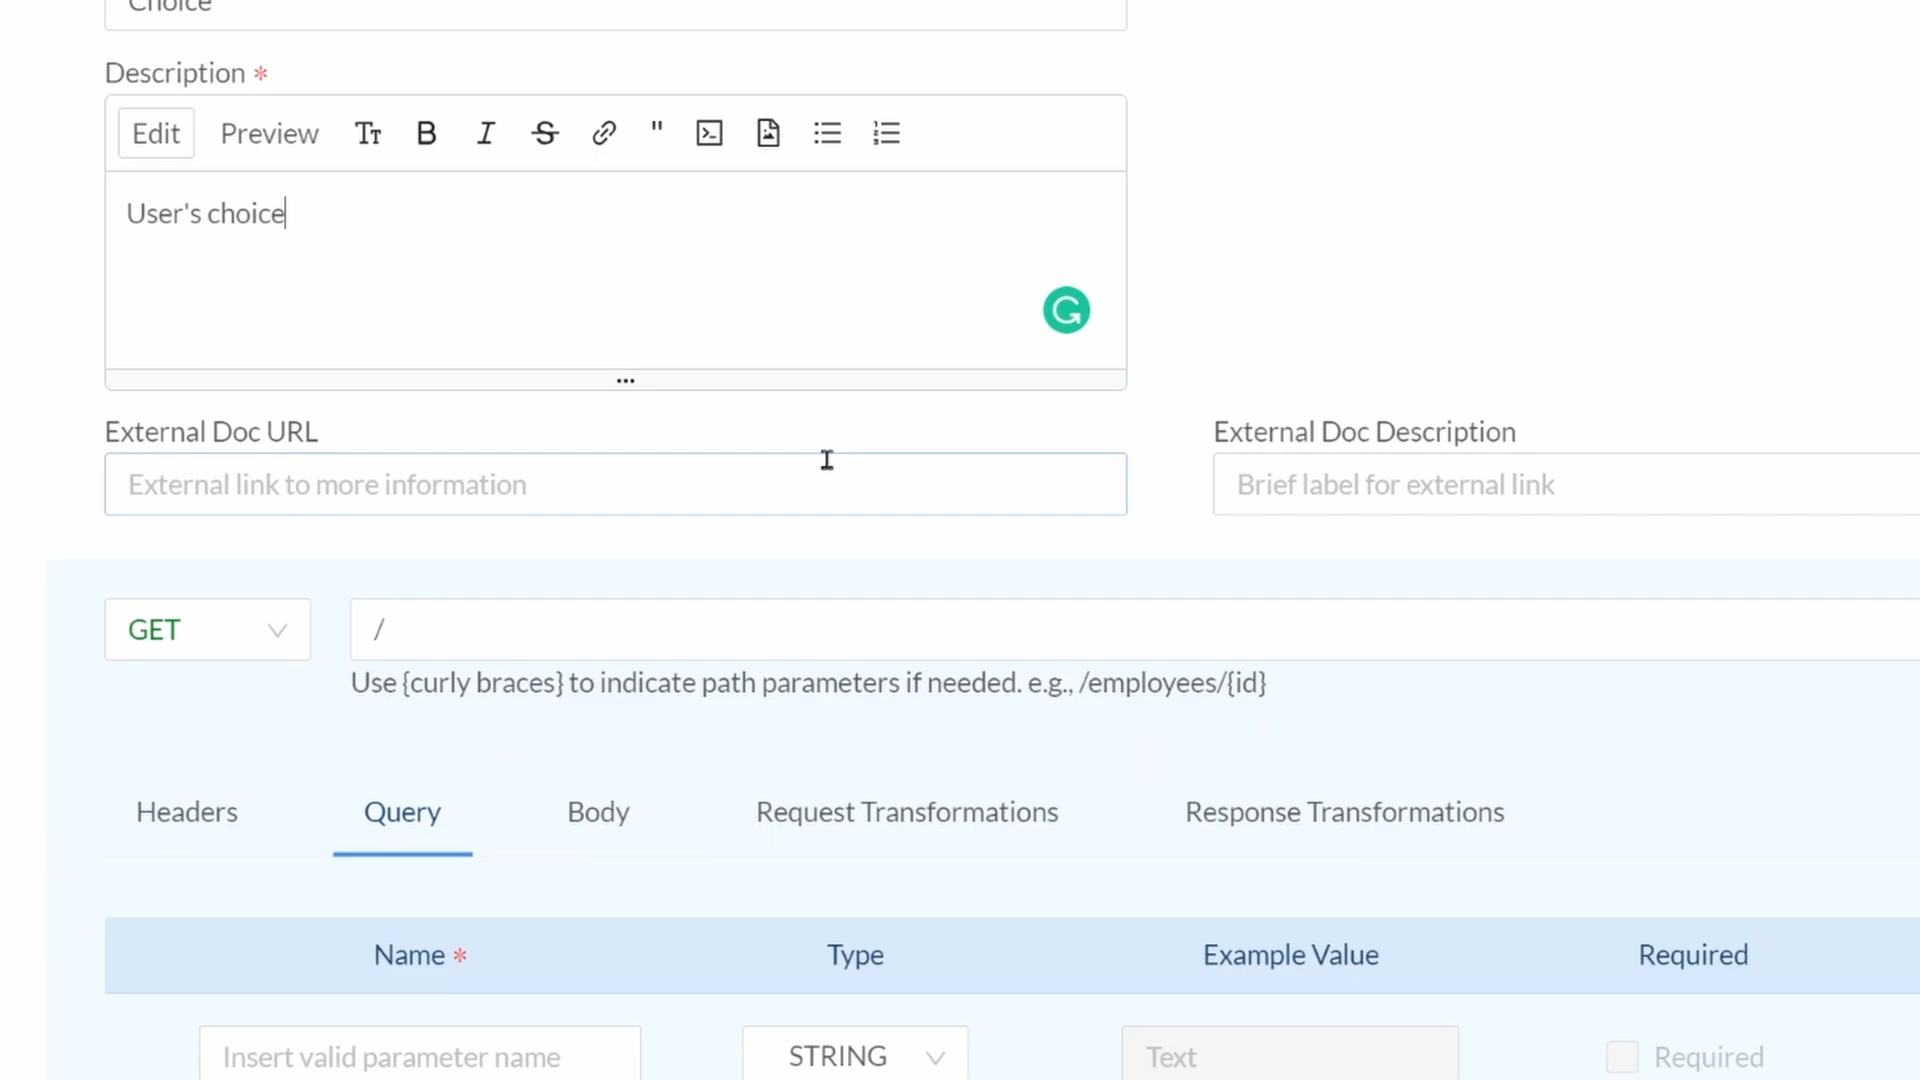 Choice
Description *
Edit Preview
User's choice
External Doc URL
External Doc Description
External link to more information
Brief label for external link
GET
/
Use {curly braces} to indicate path parameters if needed. e.g., /employees/{id}
Headers Query Body Request Transformations Response Transformations
Name * Type Example Value Required
Insert valid parameter name STRING Text Required